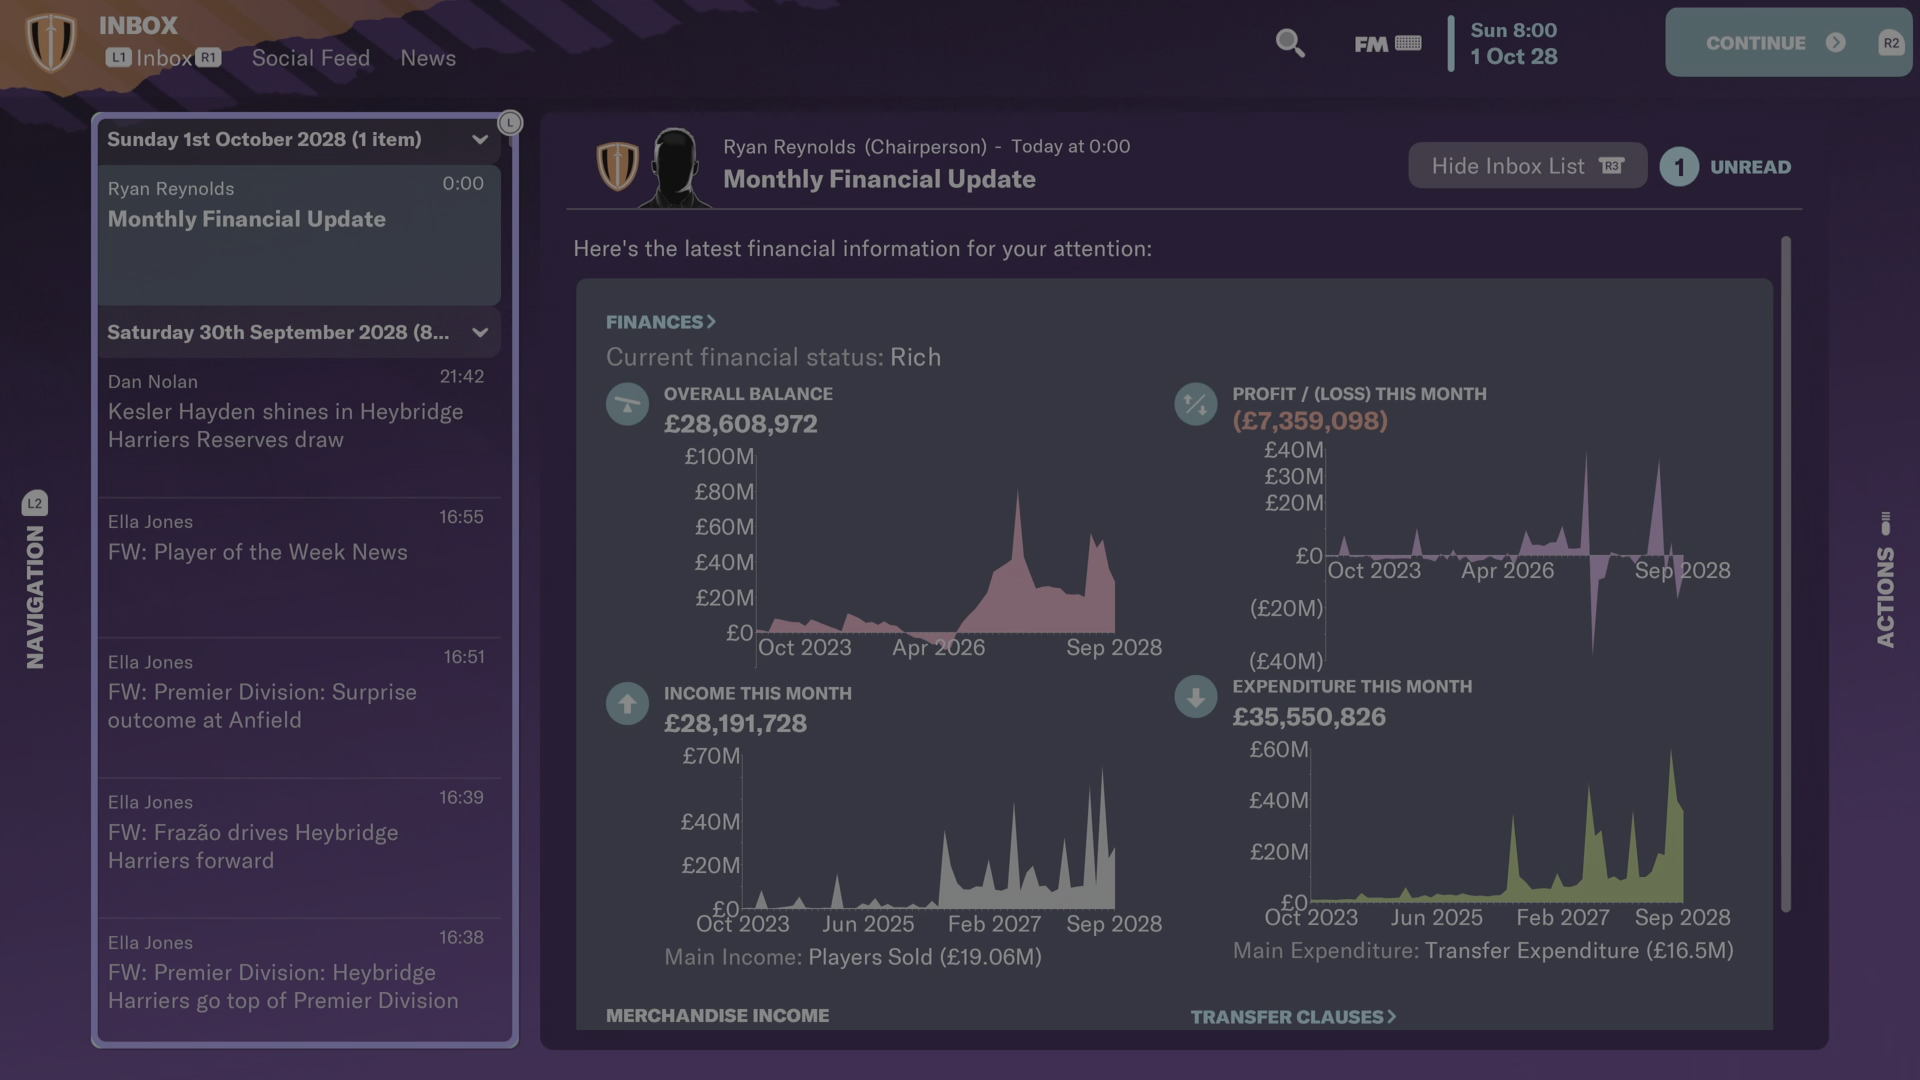 INBOX
L1 Inbox R1 Social Feed News
FM
Sun 8:00
1 Oct 28
CONTINUE R2
L
Sunday 1st October 2028 (1 item)
Ryan Reynolds 0:00
Monthly Financial Update
Saturday 30th September 2028 (8...
Dan Nolan 21:42
Kesler Hayden shines in Heybridge
Harriers Reserves draw
Ella Jones 16:55
FW: Player of the Week News
Ella Jones 16:51
FW: Premier Division: Surprise
outcome at Anfield
Ella Jones 16:39
FW: Frazão drives Heybridge
Harriers forward
Ella Jones 16:38
FW: Premier Division: Heybridge
Harriers go top of Premier Division
L2
NAVIGATION
Ryan Reynolds (Chairperson) - Today at 0:00
Monthly Financial Update
Hide Inbox List R3
1 UNREAD
Here's the latest financial information for your attention:
FINANCES
Current financial status: Rich
OVERALL BALANCE
£28,608,972
£100M
£80M
£60M
£40M
£20M
£0
Oct 2023 Apr 2026 Sep 2028
PROFIT / (LOSS) THIS MONTH
(£7,359,098)
£40M
£30M
£20M
£0
Oct 2023 Apr 2026 Sep 2028
(£20M)
(£40M)
INCOME THIS MONTH
£28,191,728
£70M
£40M
£20M
£0
Oct 2023 Jun 2025 Feb 2027 Sep 2028
Main Income: Players Sold (£19.06M)
EXPENDITURE THIS MONTH
£35,550,826
£60M
£40M
£20M
£0
Oct 2023 Jun 2025 Feb 2027 Sep 2028
Main Expenditure: Transfer Expenditure (£16.5M)
MERCHANDISE INCOME
TRANSFER CLAUSES
ACTIONS